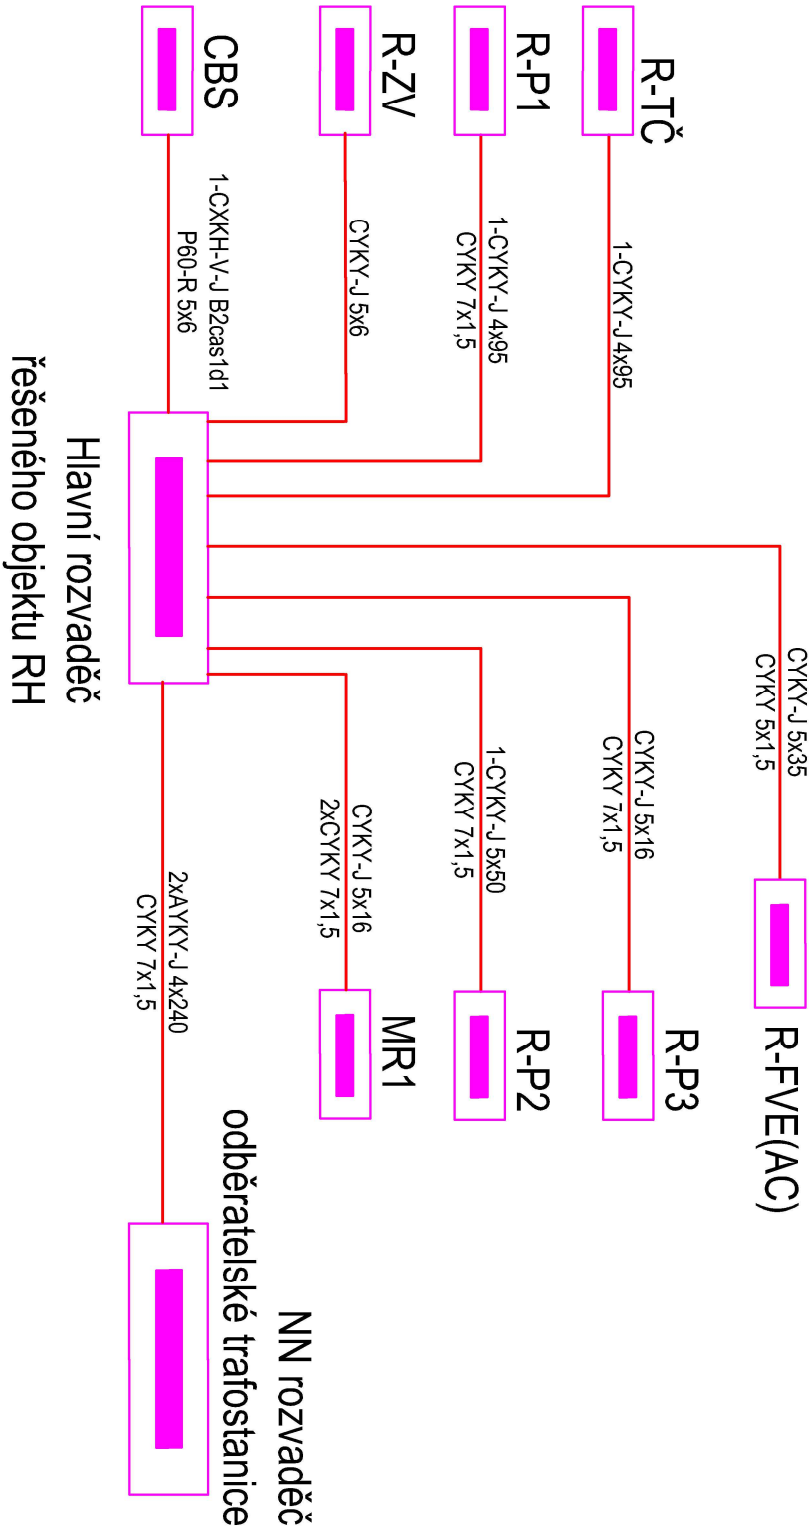 R-FVE(AC)
CYKY-J 5x35
CYKY 5x1,5
R-TČ
1-CYKY-J 4x95
CYKY-J 5x16
CYKY 7x1,5
R-P3
R-P1
1-CYKY-J 4x95
CYKY 7x1,5
1-CYKY-J 5x50
CYKY 7x1,5
R-P2
R-ZV
CYKY-J 5x6
CYKY-J 5x16
2xCYKY 7x1,5
MR1
CBS
1-CXKH-V-J B2cas1d1
P60-R 5x6
2xAYKY-J 4x240
CYKY 7x1,5
NN rozvaděč
odběratelské trafostanice
Hlavní rozvaděč
řešeného objektu RH